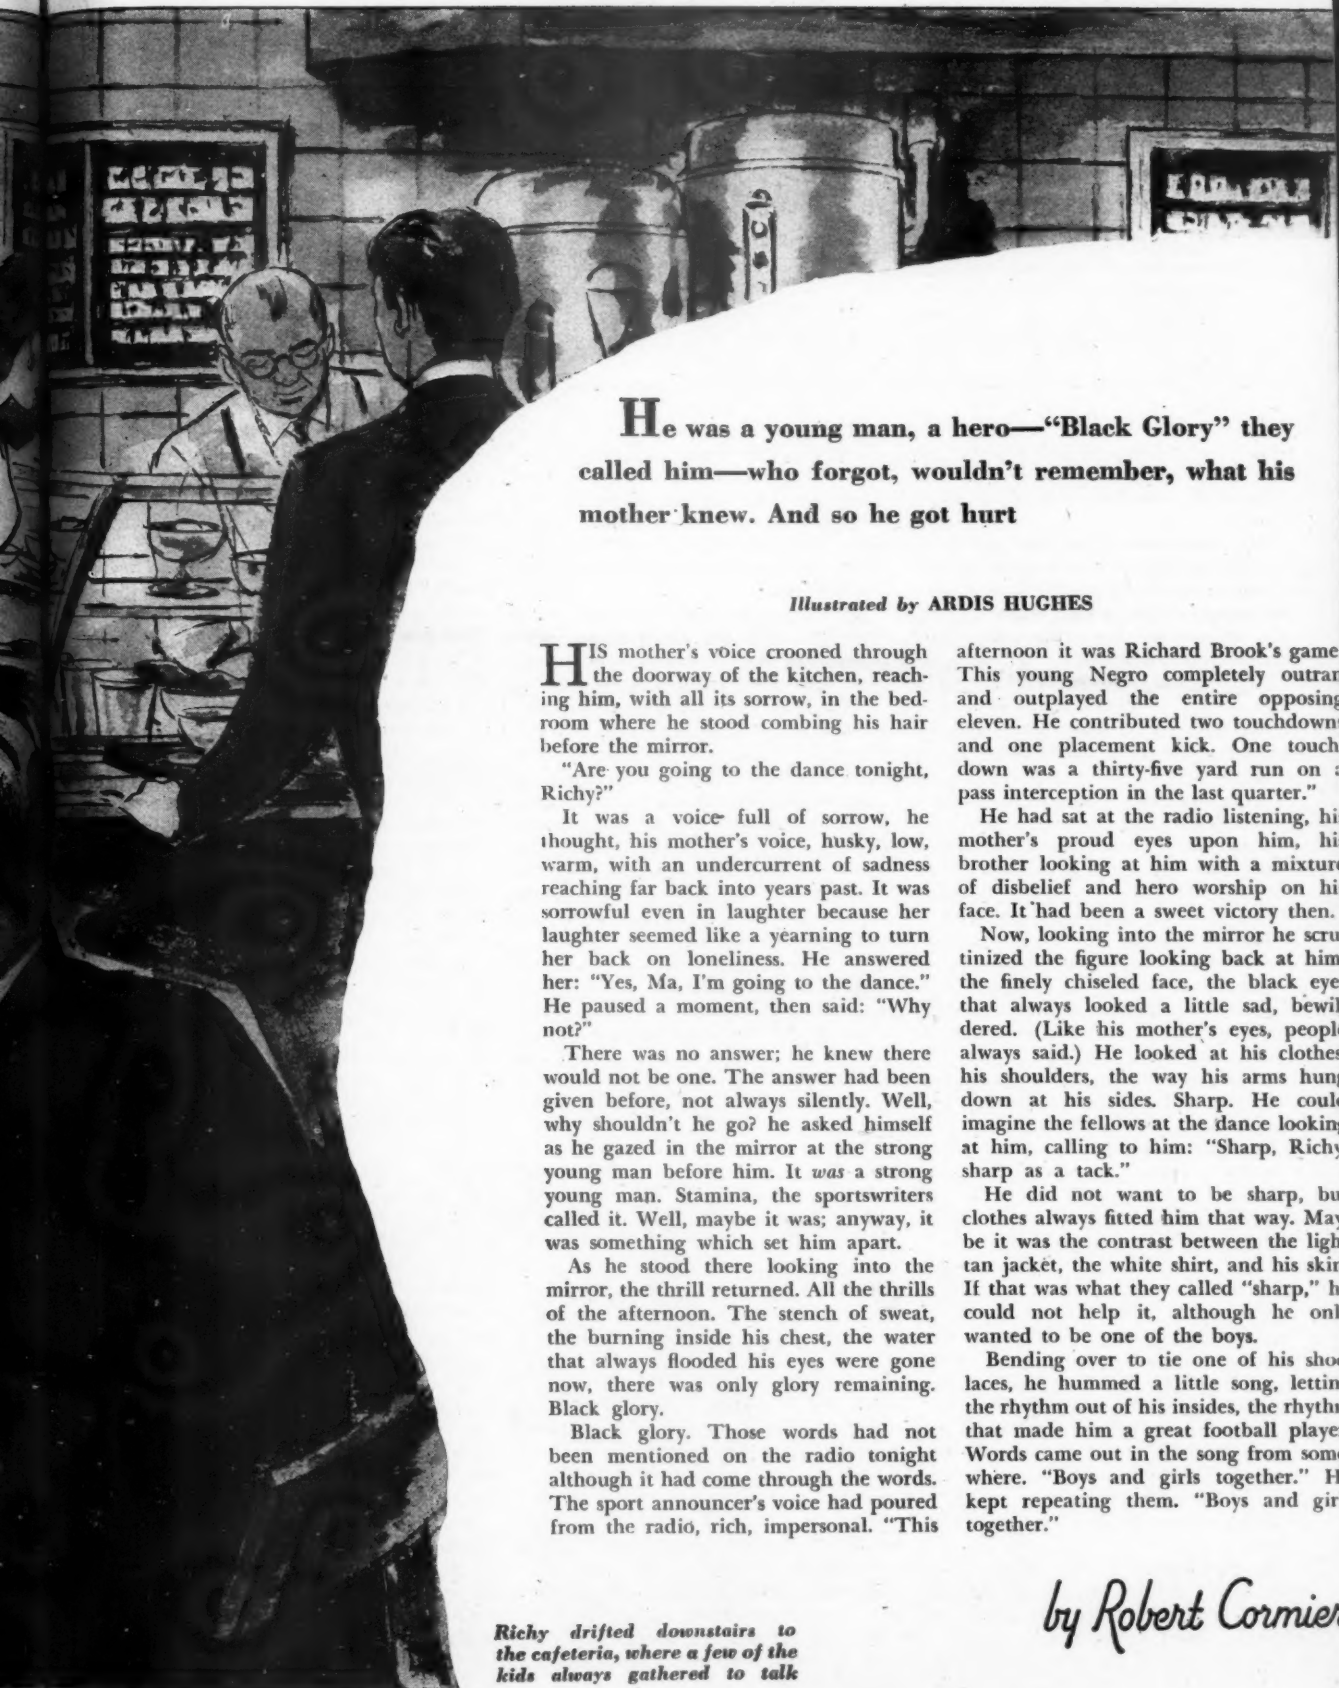 He was a young man, a hero—“Black Glory” they
called him—who forgot, wouldn’t remember, what his
mother knew. And so he got hurt
Illustrated by ARDIS HUGHES
HIS mother's voice crooned through
the doorway of the kitchen, reach-
ing him, with all its sorrow, in the bed-
room where he stood combing his hair
before the mirror.
“Are you going to the dance tonight,
Richy?”
It was a voice full of sorrow, he
thought, his mother's voice, husky, low,
warm, with an undercurrent of sadness
reaching far back into years past. It was
sorrowful even in laughter because her
laughter seemed like a yearning to turn
her back on loneliness. He answered
her: “Yes, Ma, I'm going to the dance.”
He paused a moment, then said: “Why
not?”
There was no answer; he knew there
would not be one. The answer had been
given before, not always silently. Well,
why shouldn't he go? he asked himself
as he gazed in the mirror at the strong
young man before him. It was a strong
young man. Stamina, the sportswriters
called it. Well, maybe it was; anyway, it
was something which set him apart.
As he stood there looking into the
mirror, the thrill returned. All the thrills
of the afternoon. The stench of sweat,
the burning inside his chest, the water
that always flooded his eyes were gone
now, there was only glory remaining.
Black glory.
Black glory. Those words had not
been mentioned on the radio tonight
although it had come through the words.
The sport announcer's voice had poured
from the radio, rich, impersonal. “This
afternoon it was Richard Brook's game
This young Negro completely outran
and outplayed the entire opposing
eleven. He contributed two touchdown
and one placement kick. One touch
down was a thirty-five yard run on
pass interception in the last quarter.”
He had sat at the radio listening, hi
mother's proud eyes upon him, hi
brother looking at him with a mixture
of disbelief and hero worship on hi
face. It had been a sweet victory then.
Now, looking into the mirror he scru
tinized the figure looking back at him
the finely chiseled face, the black eye
that always looked a little sad, bewil
dered. (Like his mother's eyes, peopl
always said.) He looked at his clothes
his shoulders, the way his arms hung
down at his sides. Sharp. He coul
imagine the fellows at the dance looking
at him, calling to him: “Sharp, Richy
sharp as a tack.”
He did not want to be sharp, bu
clothes always fitted him that way. May
be it was the contrast between the ligh
tan jacket, the white shirt, and his skin
If that was what they called “sharp,” h
could not help it, although he onl
wanted to be one of the boys.
Bending over to tie one of his shoe
laces, he hummed a little song, lettin
the rhythm out of his insides, the rhyth
that made him a great football playe
Words came out in the song from some
where. “Boys and girls together.” H
kept repeating them. “Boys and gir
together.”
by Robert Cormier
Richy drifted downstairs to
the cafeteria, where a few of the
kids always gathered to talk